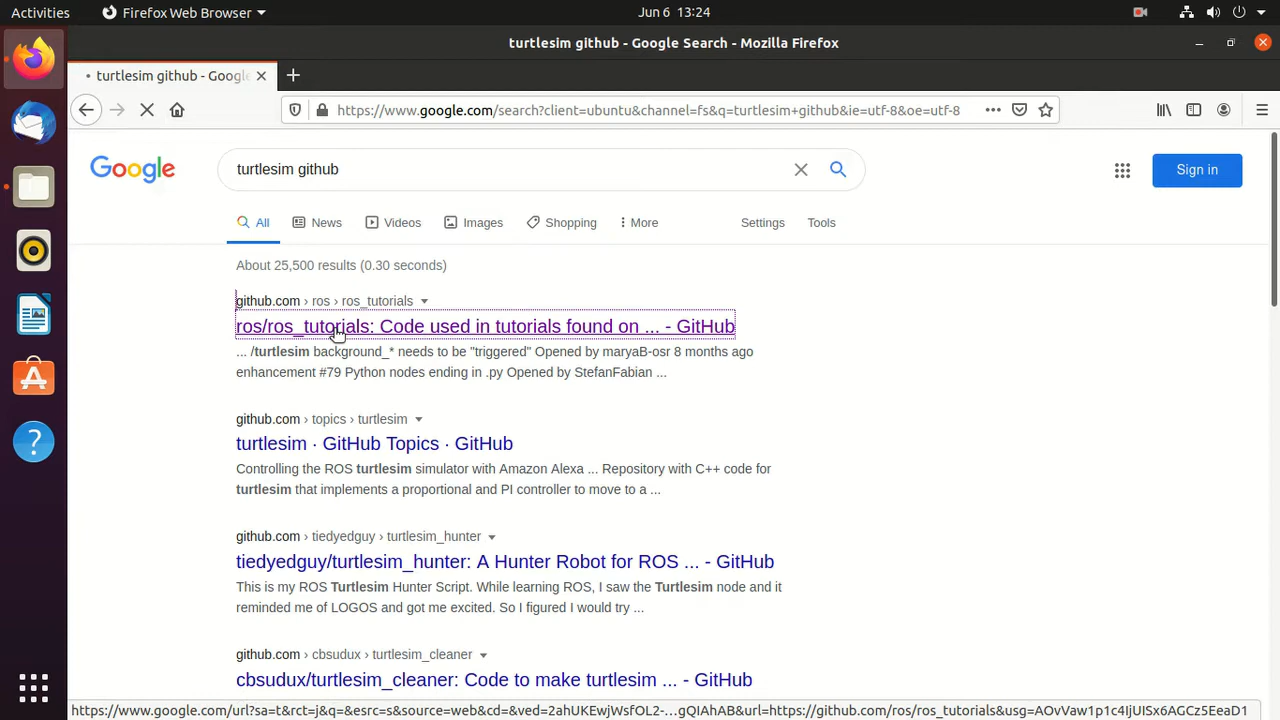 Activities
Firefox Web Browser
Jun 6 13:24
turtlesim github - Google Search - Mozilla Firefox
turtlesim github - Google
https://www.google.com/search?client=ubuntu&channel=fs&q=turtlesim+github&ie=utf-8&oe=utf-8
Google
turtlesim github
Sign in
All
News
Videos
Images
Shopping
More
Settings
Tools
About 25,500 results (0.30 seconds)
github.com › ros › ros_tutorials
ros/ros_tutorials: Code used in tutorials found on ... - GitHub
... /turtlesim background_* needs to be "triggered" Opened by maryaB-osr 8 months ago
enhancement #79 Python nodes ending in .py Opened by StefanFabian ...
github.com › topics › turtlesim
turtlesim · GitHub Topics · GitHub
Controlling the ROS turtlesim simulator with Amazon Alexa ... Repository with C++ code for
turtlesim that implements a proportional and PI controller to move to a ...
github.com › tiedyedguy › turtlesim_hunter
tiedyedguy/turtlesim_hunter: A Hunter Robot for ROS ... - GitHub
This is my ROS Turtlesim Hunter Script. While learning ROS, I saw the Turtlesim node and it
reminded me of LOGOS and got me excited. So I figured I would try ...
github.com › cbsudux › turtlesim_cleaner
cbsudux/turtlesim_cleaner: Code to make turtlesim ... - GitHub
https://www.google.com/url?sa=t&rct=j&q=&esrc=s&source=web&cd=&ved=2ahUKEwjWsfOL2-…gQIAhAB&url=https://github.com/ros/ros_tutorials&usg=AOvVaw1p1c4IjUISx6AGCz5EeaD1